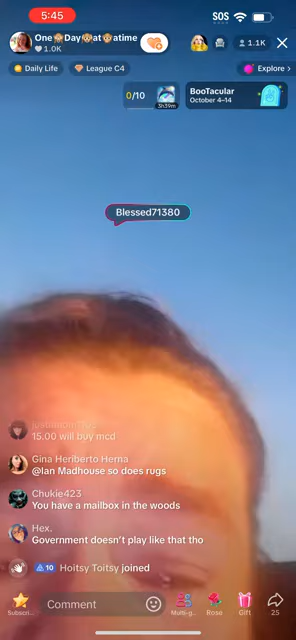 5:45
SOS
One🐵Day🐵at🐵atime
1.0K
1.1K
Daily Life
League C4
Explore >
0/10
3h39m
BooTacular
October 4-14
Blessed71380
15.00 will buy mcd
Gina Heriberto Herna
@Ian Madhouse so does rugs
Chukie423
You have a mailbox in the woods
Hex.
Government doesn't play like that tho
10 Hoitsy Toitsy joined
Comment
Subscri...
Multi-g...
Rose
Gift
25